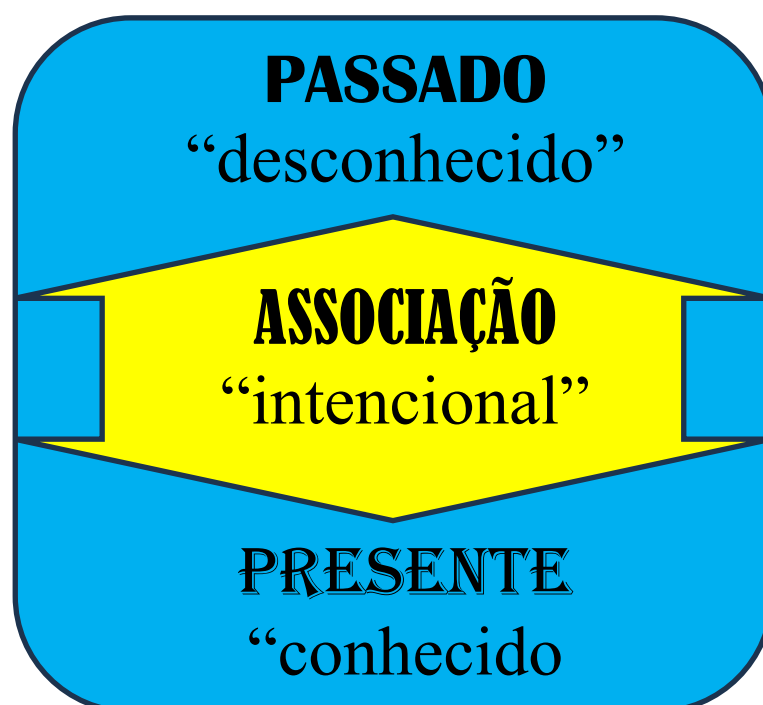 PASSADO
“desconhecido”
ASSOCIAÇÃO
“intencional”
PRESENTE
“conhecido